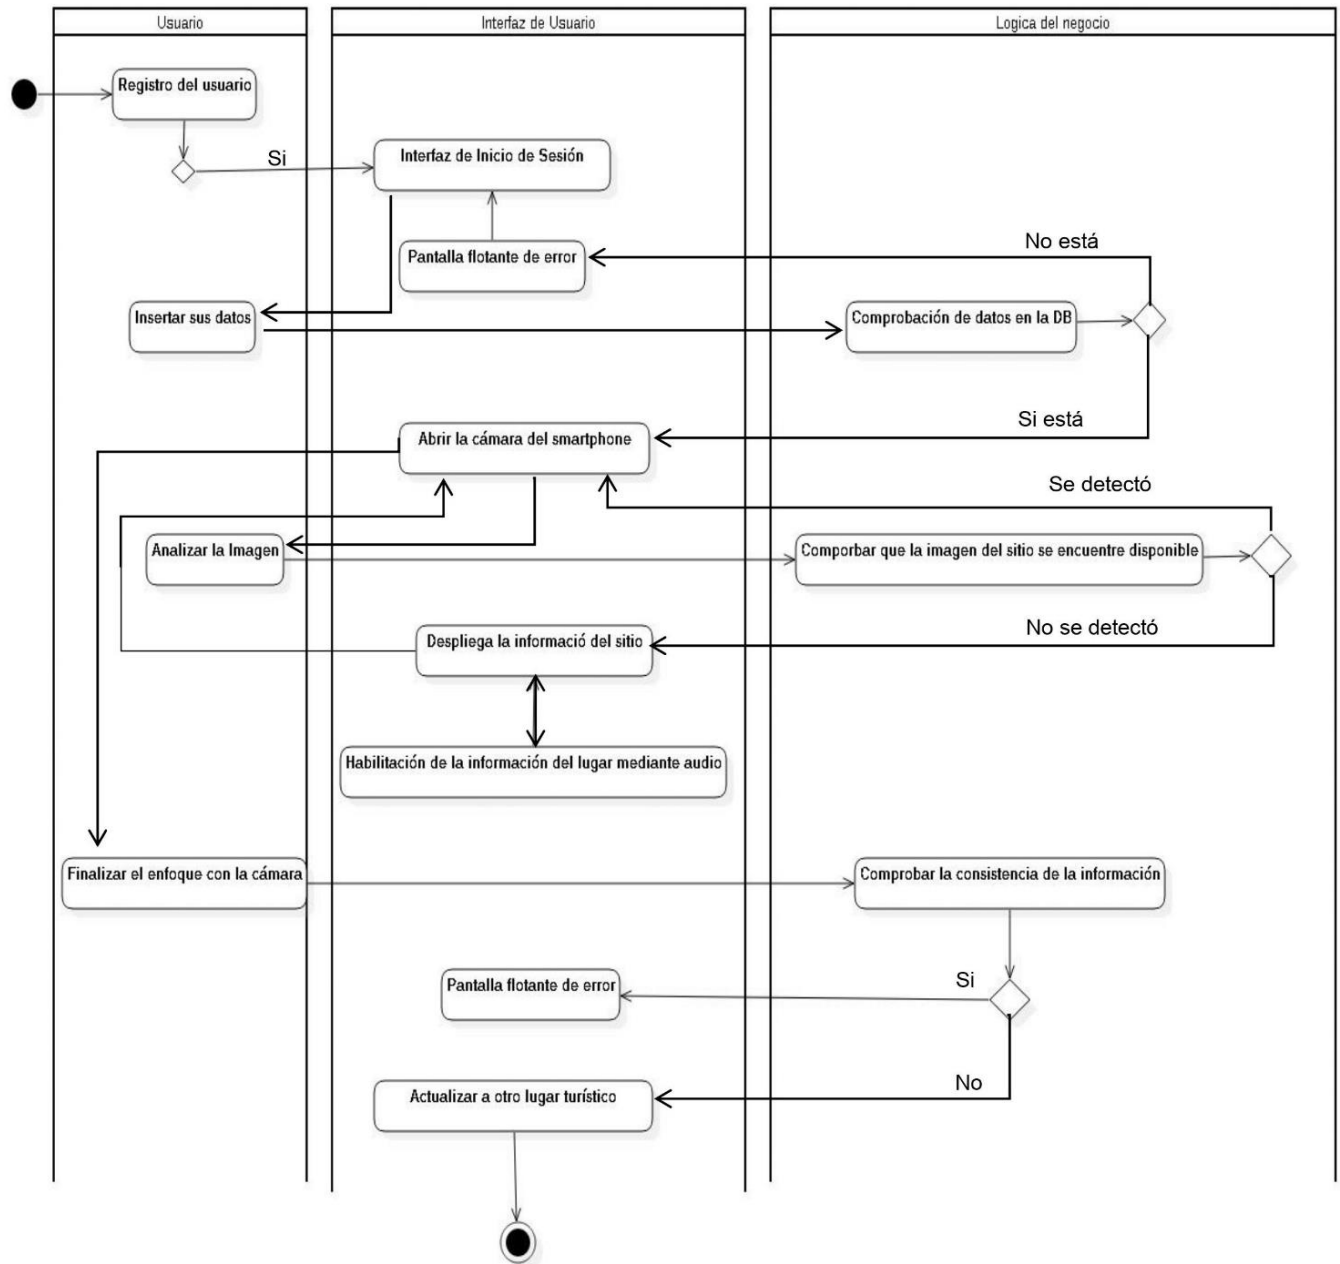 Usuario
Interfaz de Usuario
Logica del negocio
Registro del usuario
Si
Interfaz de Inicio de Sesión
No está
Pantalla flotante de error
Insertar sus datos
Comprobación de datos en la DB
Si está
Abrir la cámara del smartphone
Se detectó
Analizar la Imagen
Comporbar que la imagen del sitio se encuentre disponible
No se detectó
Despliega la informació del sitio
Habilitación de la información del lugar mediante audio
Finalizar el enfoque con la cámara
Comprobar la consistencia de la información
Si
Pantalla flotante de error
No
Actualizar a otro lugar turístico